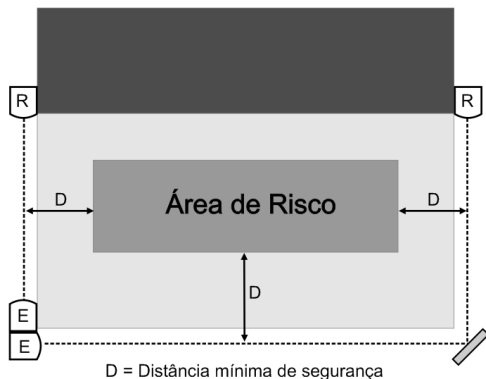 R R
D D
Área de Risco
D
E
E
D = Distância mínima de segurança